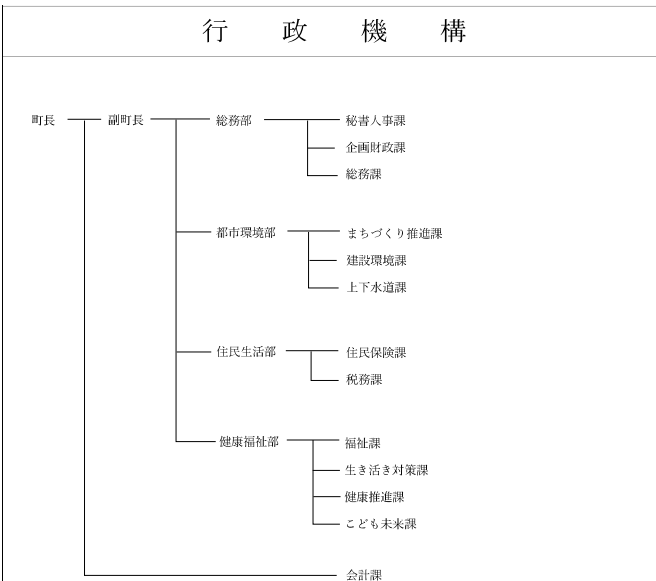 行政機構
町長 副町長 総務部 秘書人事課
企画財政課
総務課
都市環境部 まちづくり推進課
建設環境課
上下水道課
住民生活部 住民保険課
税務課
健康福祉部 福祉課
生き活き対策課
健康推進課
こども未来課
会計課